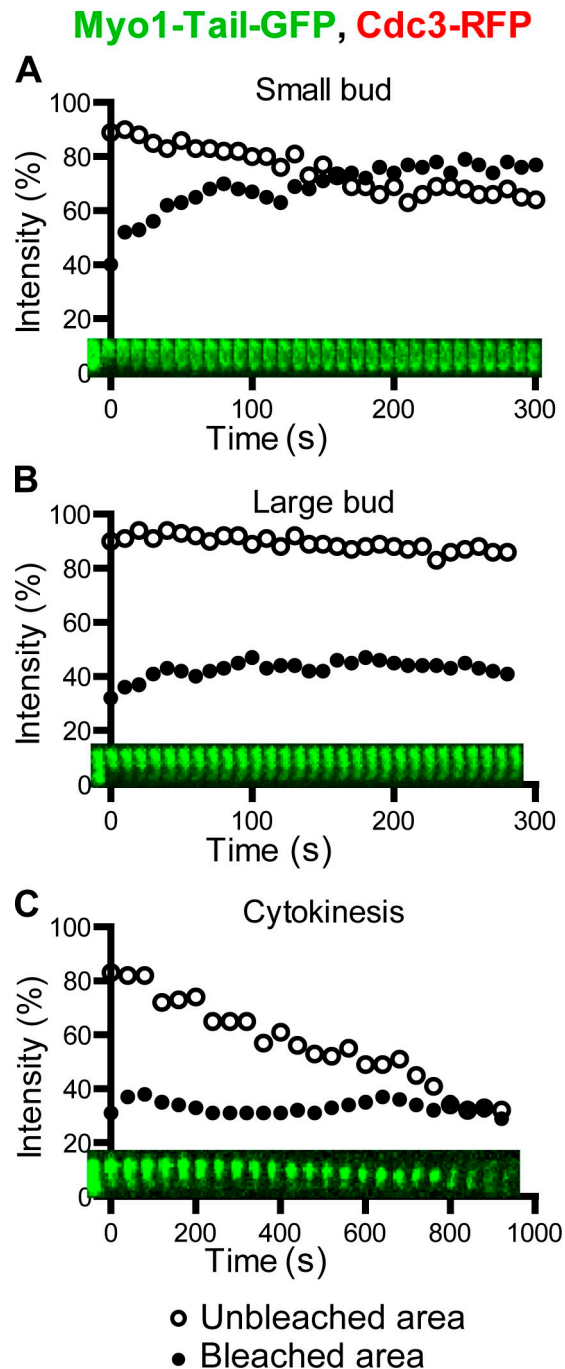 Myo1-Tail-GFP, Cdc3-RFP
A
Small bud
Intensity (%)
100
80
60
40
20
0
0 100 200 300
Time (s)
B
Large bud
Intensity (%)
100
80
60
40
20
0
0 100 200 300
Time (s)
C
Cytokinesis
Intensity (%)
100
80
60
40
20
0
0 200 400 600 800 1000
Time (s)
Unbleached area
Bleached area